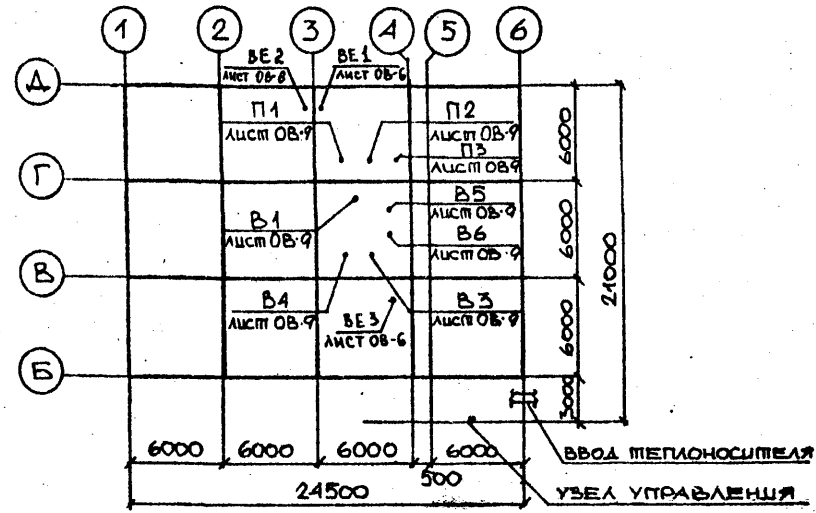 1 2 3 4 5 6
ВЕ2 ВЕ1
лист ОВ-8 лист ОВ-6
Д
П1 П2
лист ОВ-9 лист ОВ-9
П3
лист ОВ9
6000
Г
В5
лист ОВ-9
В1 В6
лист ОВ-9 лист ОВ-9
6000
21000
В
В4 В3
лист ОВ-9 лист ОВ-9
ВЕ3
лист ОВ-6
6000
Б
3000
6000 6000 6000 6000
500
ввод теплоносителя
24500
узел управления